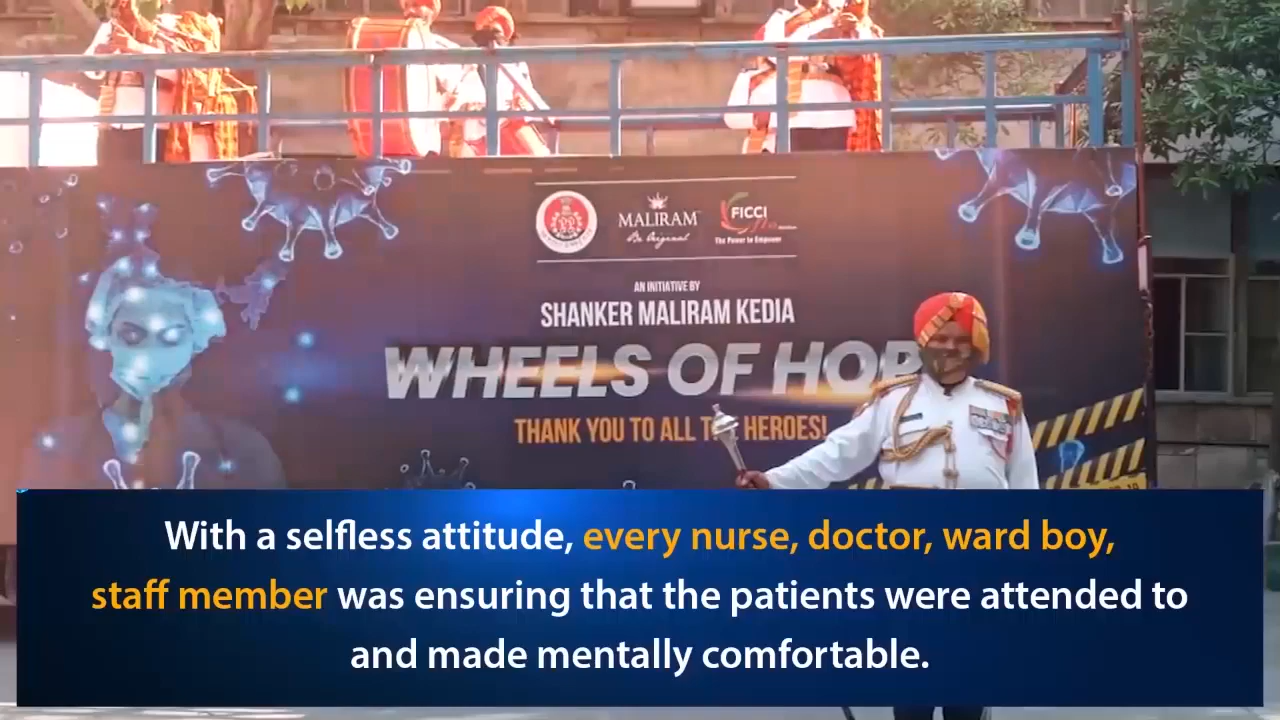 MALIRAM
Be Original
FICCI
The Power to Empower
AN INITIATIVE BY
SHANKER MALIRAM KEDIA
WHEELS OF HOP
THANK YOU TO ALL HEROES!
With a selfless attitude, every nurse, doctor, ward boy,
staff member was ensuring that the patients were attended to
and made mentally comfortable.